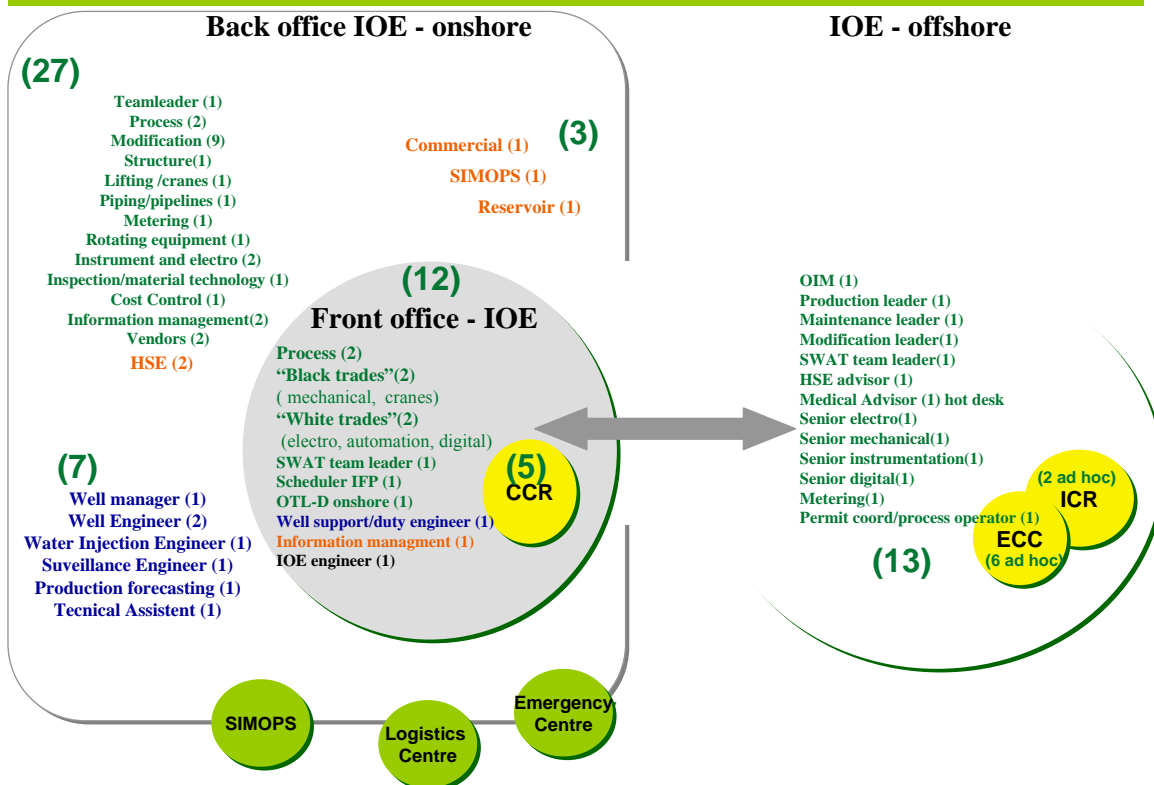 Back office IOE - onshore
IOE - offshore
(27)
Teamleader (1)
Process (2)
Modification (9)
Structure(1)
Lifting /cranes (1)
Piping/pipelines (1)
Metering (1)
Rotating equipment (1)
Instrument and electro (2)
Inspection/material technology (1)
Cost Control (1)
Information management(2)
Vendors (2)
HSE (2)
(3)
Commercial (1)
SIMOPS (1)
Reservoir (1)
(12)
Front office - IOE
Process (2)
“Black trades”(2)
( mechanical, cranes)
“White trades”(2)
(electro, automation, digital)
SWAT team leader (1)
Scheduler IFP (1)
OTL-D onshore (1)
Well support/duty engineer (1)
Information managment (1)
IOE engineer (1)
(5)
CCR
(7)
Well manager (1)
Well Engineer (2)
Water Injection Engineer (1)
Suveillance Engineer (1)
Production forecasting (1)
Tecnical Assistent (1)
OIM (1)
Production leader (1)
Maintenance leader (1)
Modification leader(1)
SWAT team leader(1)
HSE advisor (1)
Medical Advisor (1) hot desk
Senior electro(1)
Senior mechanical(1)
Senior instrumentation(1)
Senior digital(1)
Metering(1)
Permit coord/process operator (1)
(2 ad hoc)
ICR
ECC
(6 ad hoc)
(13)
SIMOPS
Logistics
Centre
Emergency
Centre